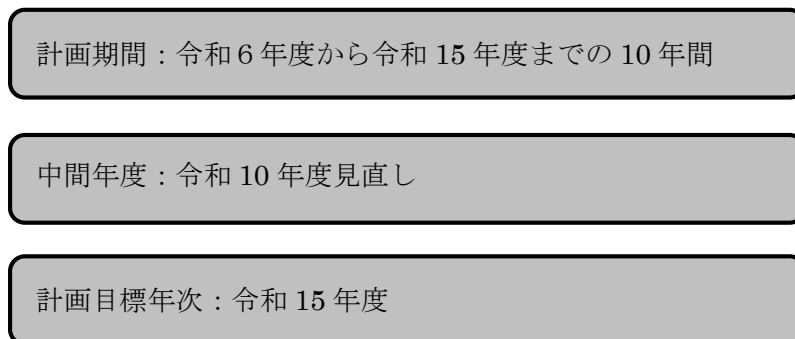 計画期間：令和６年度から令和 15 年度までの 10 年間
中間年度：令和 10 年度見直し
計画目標年次：令和 15 年度